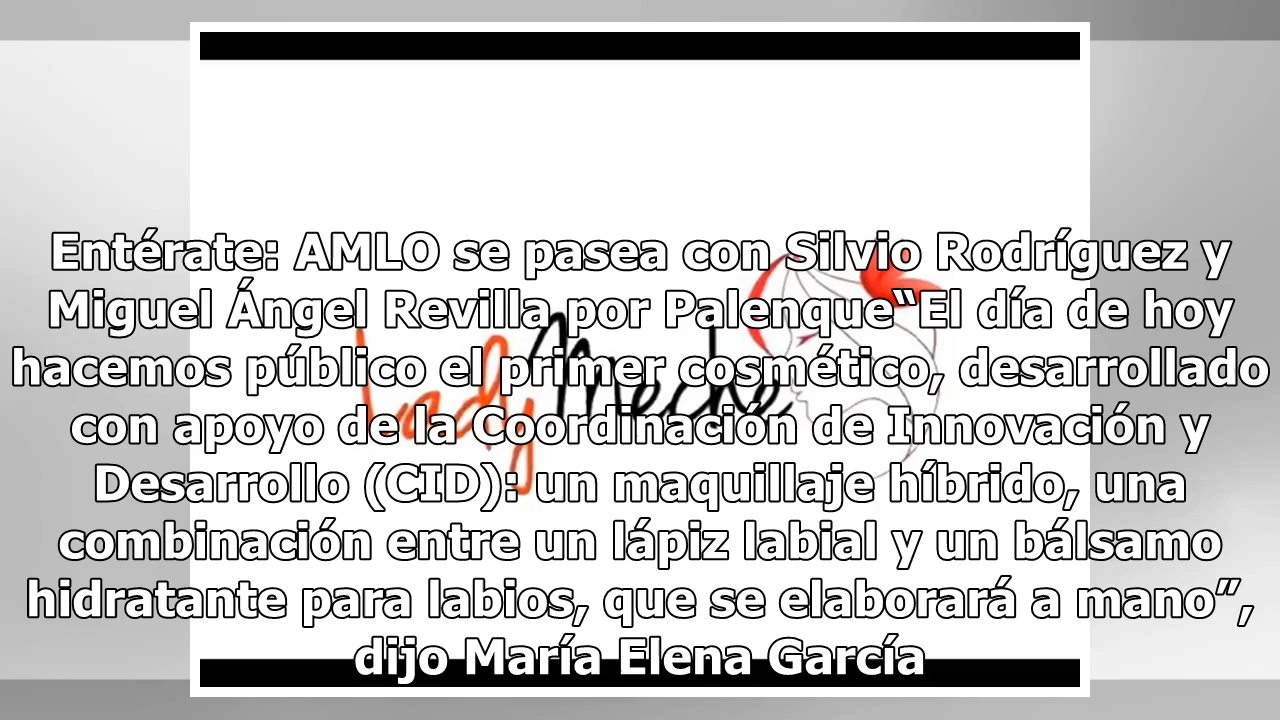 Entérate: AMLO se pasea con Silvio Rodríguez y
Miguel Ángel Revilla por Palenque“El día de hoy
hacemos público el primer cosmético, desarrollado
con apoyo de la Coordinación de Innovación y
Desarrollo (CID): un maquillaje híbrido, una
combinación entre un lápiz labial y un bálsamo
hidratante para labios, que se elaborará a mano”,
dijo María Elena García
Lady Meche